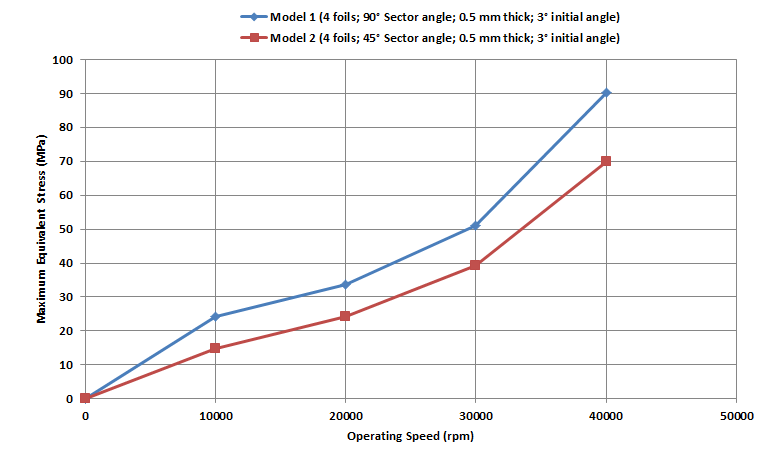 Model 1 (4 foils; 90° Sector angle; 0.5 mm thick; 3° initial angle)
Model 2 (4 foils; 45° Sector angle; 0.5 mm thick; 3° initial angle)
Maximum Equivalent Stress (MPa)
100
90
80
70
60
50
40
30
20
10
0
0 10000 20000 30000 40000 50000
Operating Speed (rpm)